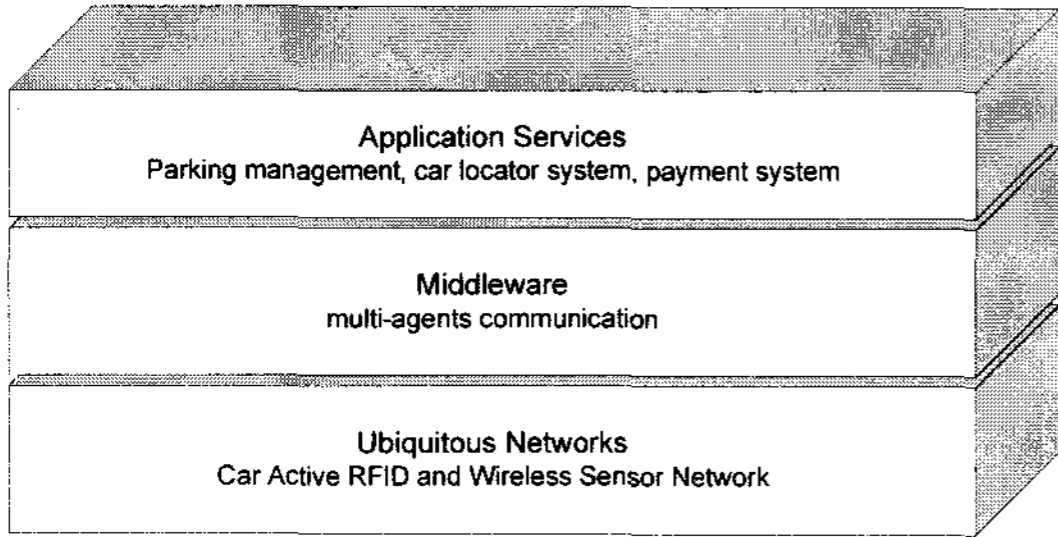 Application Services
Parking management, car locator system, payment system
Middleware
multi-agents communication
Ubiquitous Networks
Car Active RFID and Wireless Sensor Network